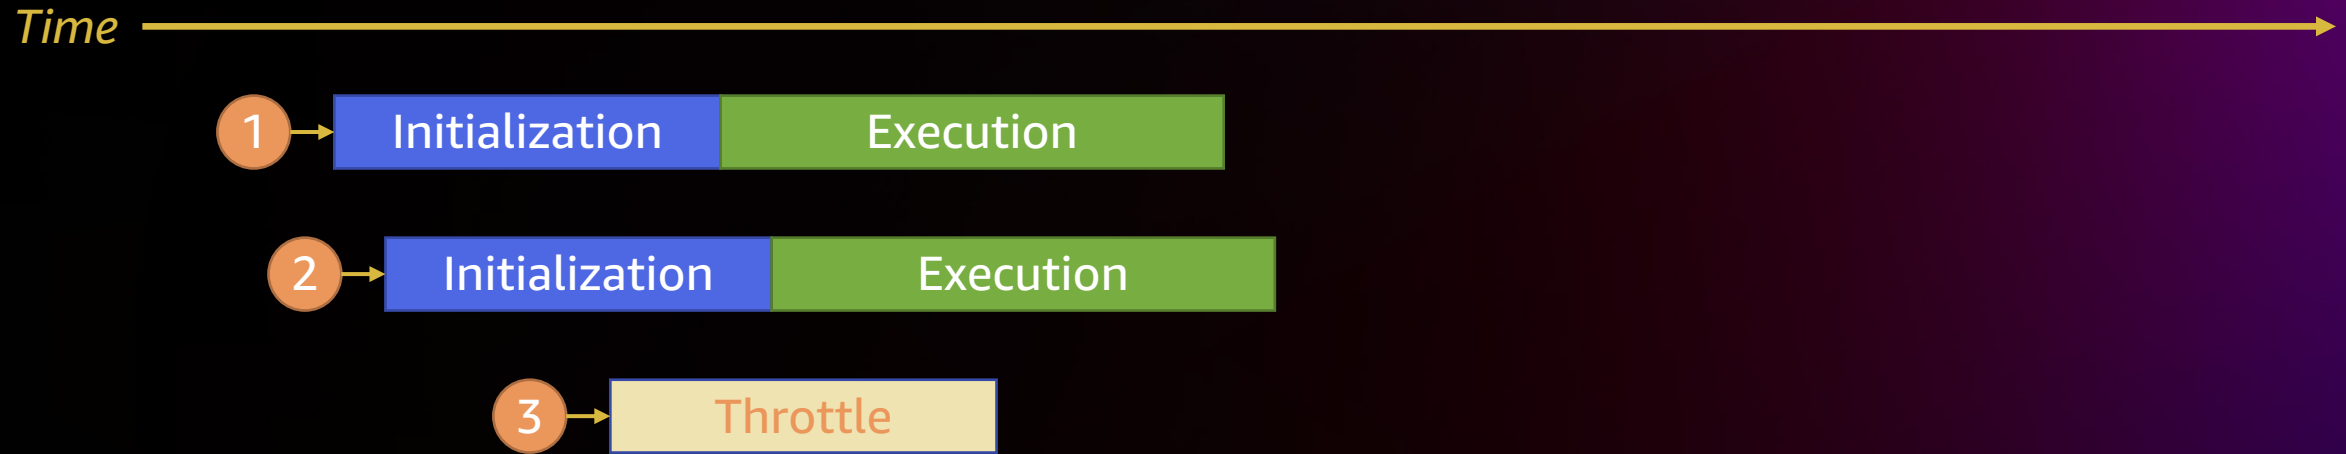 Time
1 Initialization Execution
2 Initialization Execution
3 Throttle